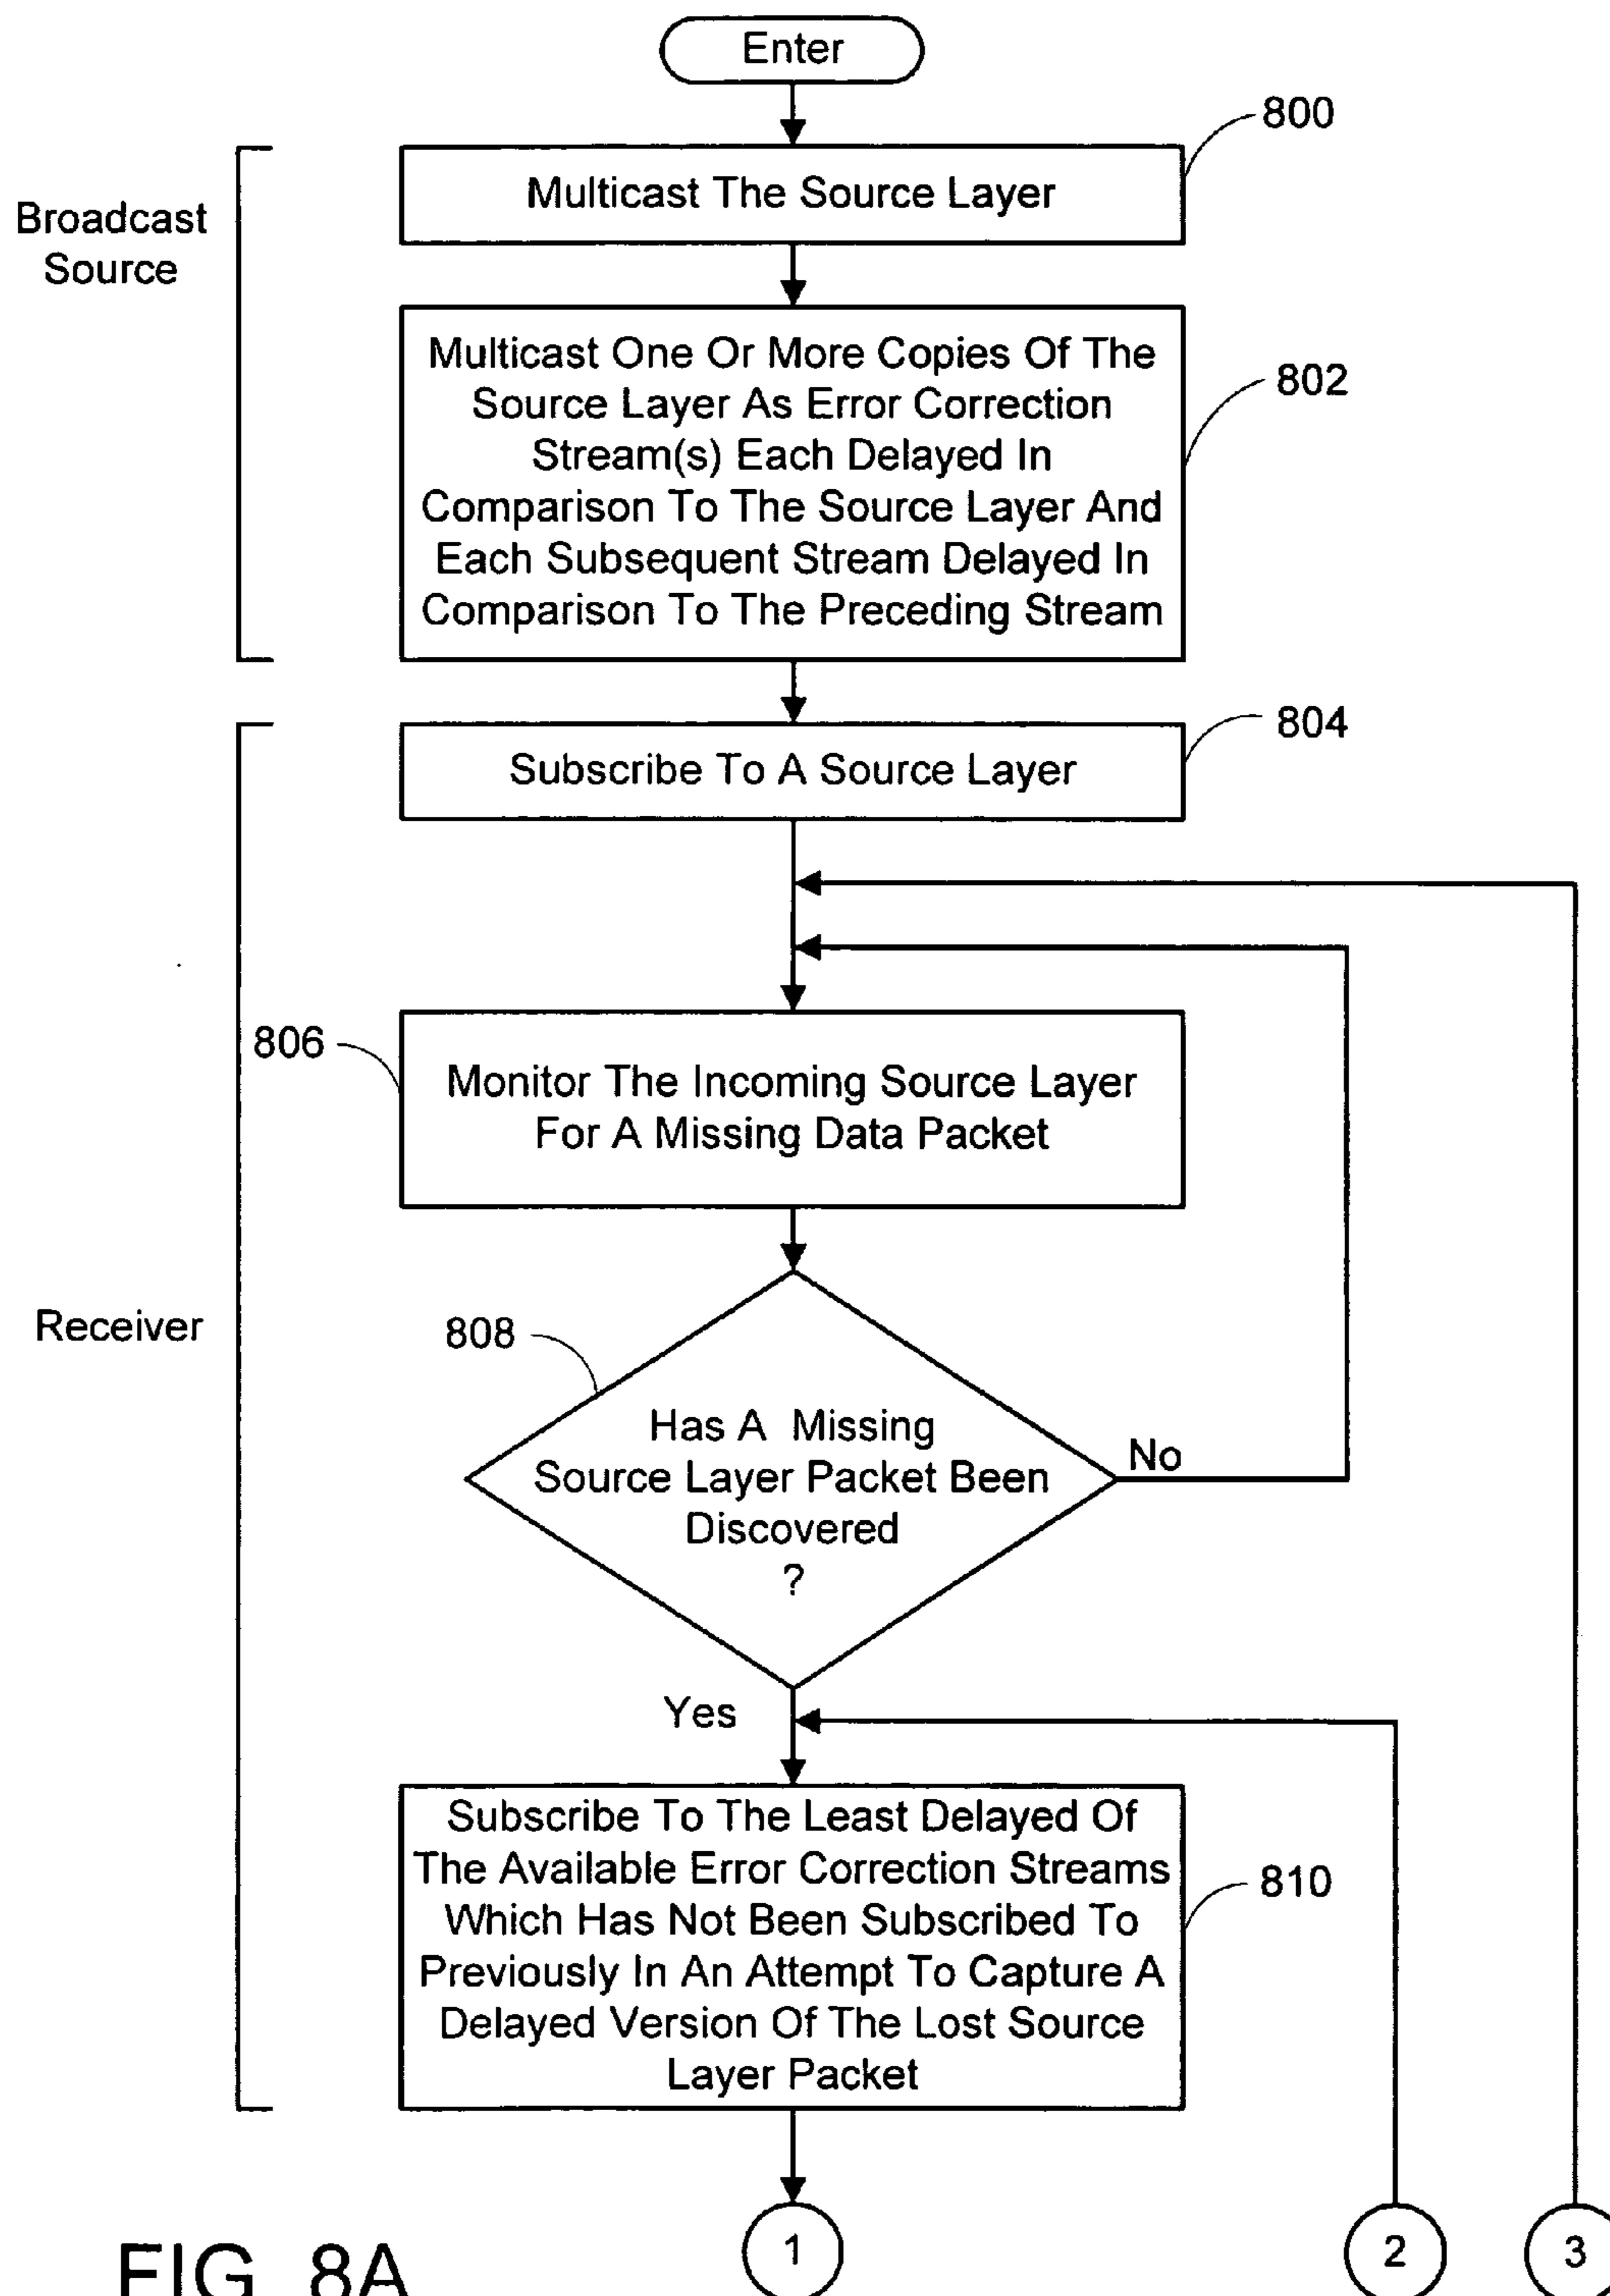 Enter
800
Multicast The Source Layer
Broadcast
Source
Multicast One Or More Copies Of The
Source Layer As Error Correction
Stream(s) Each Delayed In
Comparison To The Source Layer And
Each Subsequent Stream Delayed In
Comparison To The Preceding Stream
802
804
Subscribe To A Source Layer
806
Monitor The Incoming Source Layer
For A Missing Data Packet
Receiver
808
Has A Missing
Source Layer Packet Been
Discovered
?
No
Yes
Subscribe To The Least Delayed Of
The Available Error Correction Streams
Which Has Not Been Subscribed To
Previously In An Attempt To Capture A
Delayed Version Of The Lost Source
Layer Packet
810
1
2
3
FIG. 8A